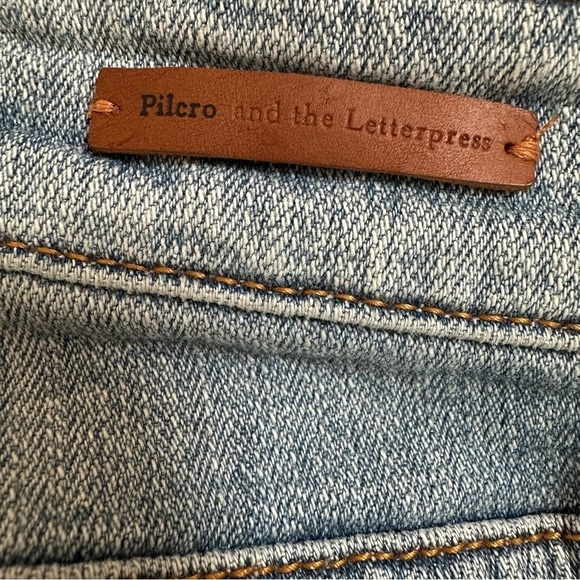 Pilcro and the Letterpress